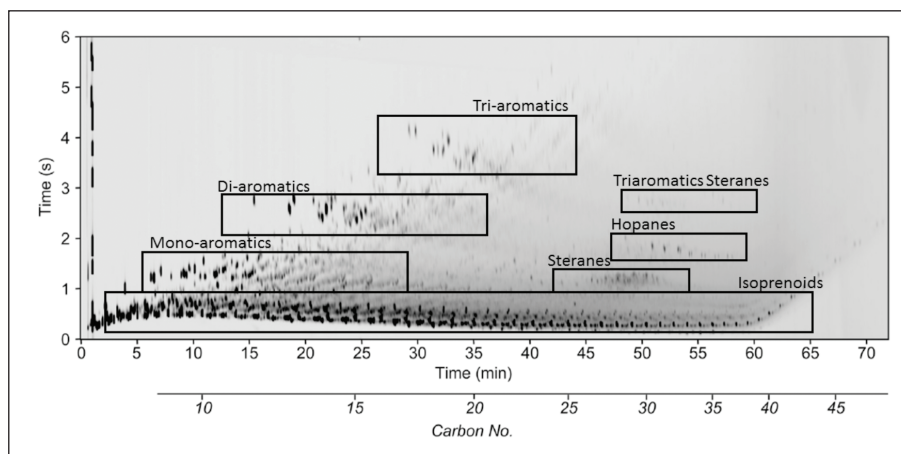 6
Tri-aromatics
5
4
Time (s)
3
Di-aromatics
Triaromatics Steranes
Hopanes
2
Mono-aromatics
Steranes
Isoprenoids
1
0
0 5 10 15 20 25 30 35 40 45 50 55 60 65 70
Time (min)
10 15 20 25 30 35 40 45
Carbon No.